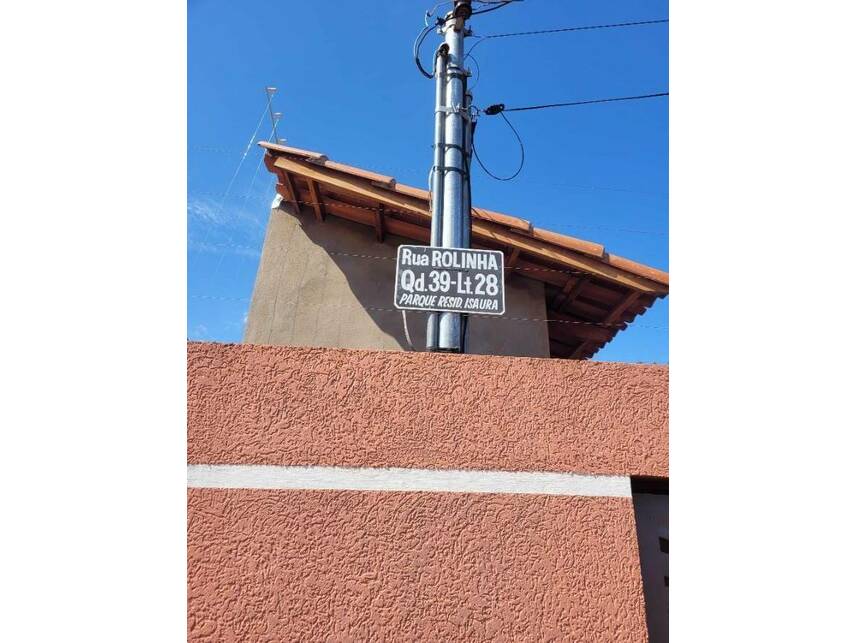 Rua ROLINHA
Qd.39-Lt.28
PARQUE RESID. ISAURA